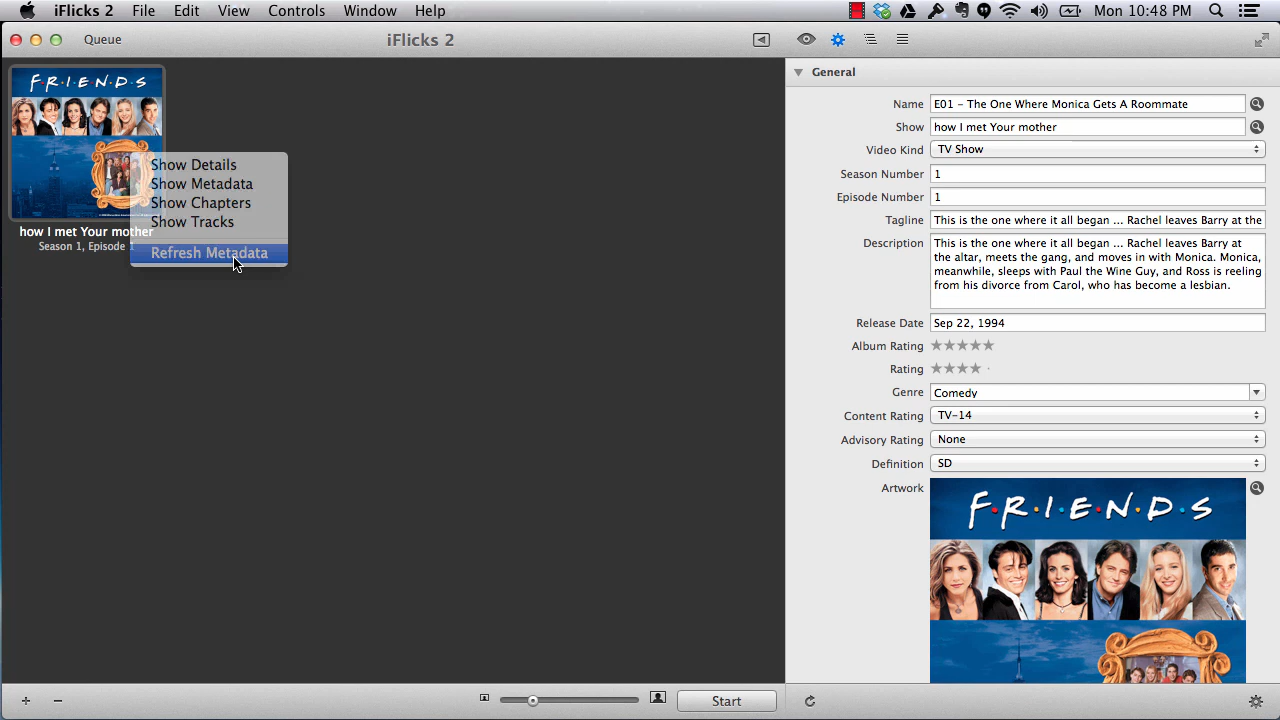 iFlicks 2 File Edit View Controls Window Help Mon 10:48 PM
Queue iFlicks 2
F·R·I·E·N·D·S
how I met Your mother
Season 1, Episode 1
Show Details
Show Metadata
Show Chapters
Show Tracks
Refresh Metadata
General
Name E01 – The One Where Monica Gets A Roommate
Show how I met Your mother
Video Kind TV Show
Season Number 1
Episode Number 1
Tagline This is the one where it all began ... Rachel leaves Barry at the
Description This is the one where it all began ... Rachel leaves Barry at
the altar, meets the gang, and moves in with Monica. Monica,
meanwhile, sleeps with Paul the Wine Guy, and Ross is reeling
from his divorce from Carol, who has become a lesbian.
Release Date Sep 22, 1994
Album Rating
Rating
Genre Comedy
Content Rating TV-14
Advisory Rating None
Definition SD
Artwork
F·R·I·E·N·D·S
Start